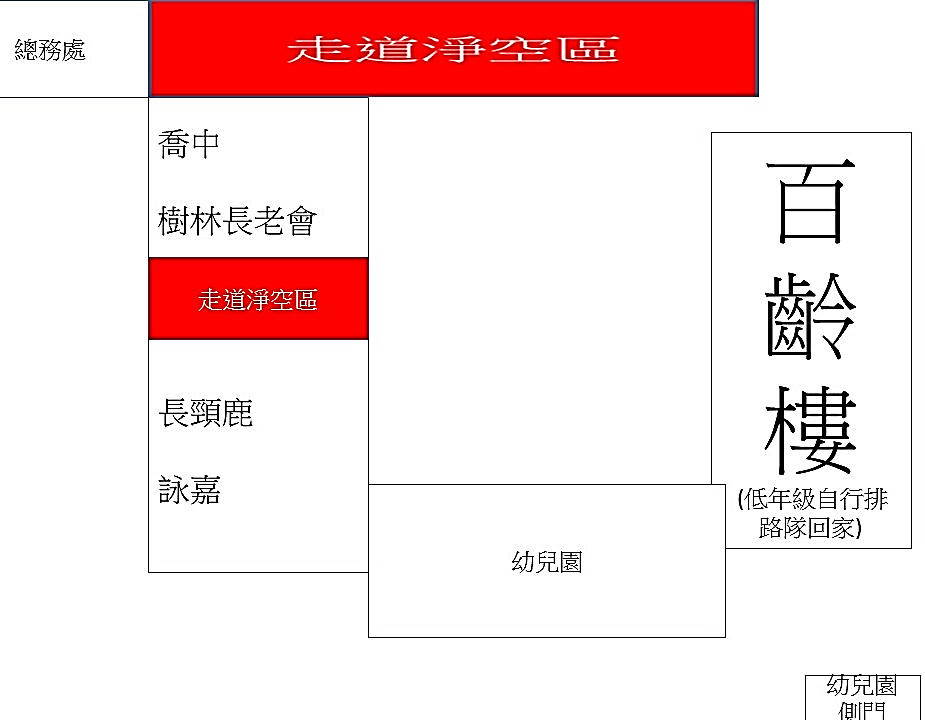 總務處
走道淨空區
喬中
樹林長老會
走道淨空區
長頸鹿
詠嘉
百
齡
樓
(低年級自行排
路隊回家)
幼兒園
幼兒園
側門